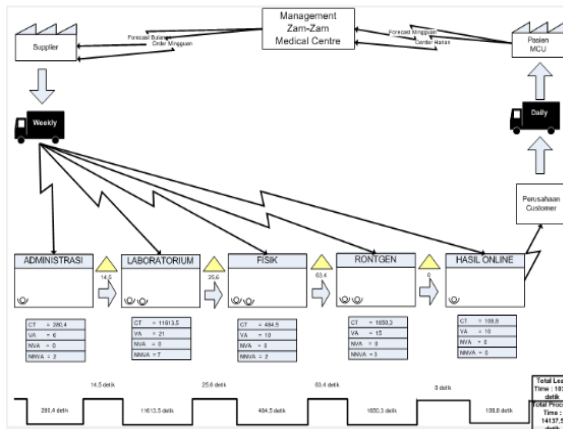 Management
Zam-Zam
Medical Centre
Supplier
Order Mingguan
Forecast Mingguan
Order Harian
Pasien
MCU
Weekly
Daily
Perusahaan
Customer
ADMINISTRASI
LABORATORIUM
FISIK
RONTGEN
HASIL ONLINE
14,5
25,6
63,4
0
CT = 280,4
VA = 6
NVA = 0
NNVA = 2
CT = 11613,5
VA = 21
NVA = 0
NNVA = 7
CT = 484,5
VA = 10
NVA = 0
NNVA = 2
CT = 1650,3
VA = 15
NVA = 0
NNVA = 3
CT = 108,8
VA = 10
NVA = 0
NNVA = 0
14,5 detik
25,6 detik
63,4 detik
0 detik
280,4 detik
11613,5 detik
484,5 detik
1650,3 detik
108,8 detik
Total Lea
Time : 103
detik
Total Proce
Time :
14137,5
detik